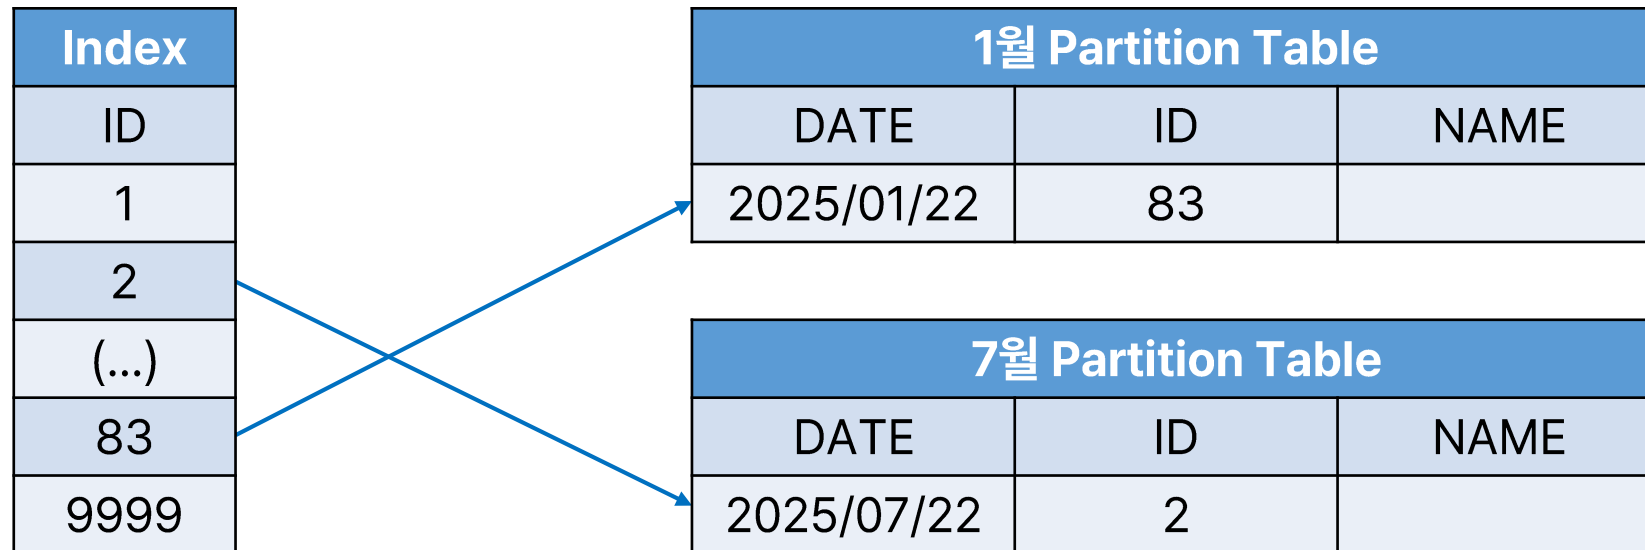 Index
ID
1
2
(...)
83
9999
1월 Partition Table
DATE ID NAME
2025/01/22 83
7월 Partition Table
DATE ID NAME
2025/07/22 2